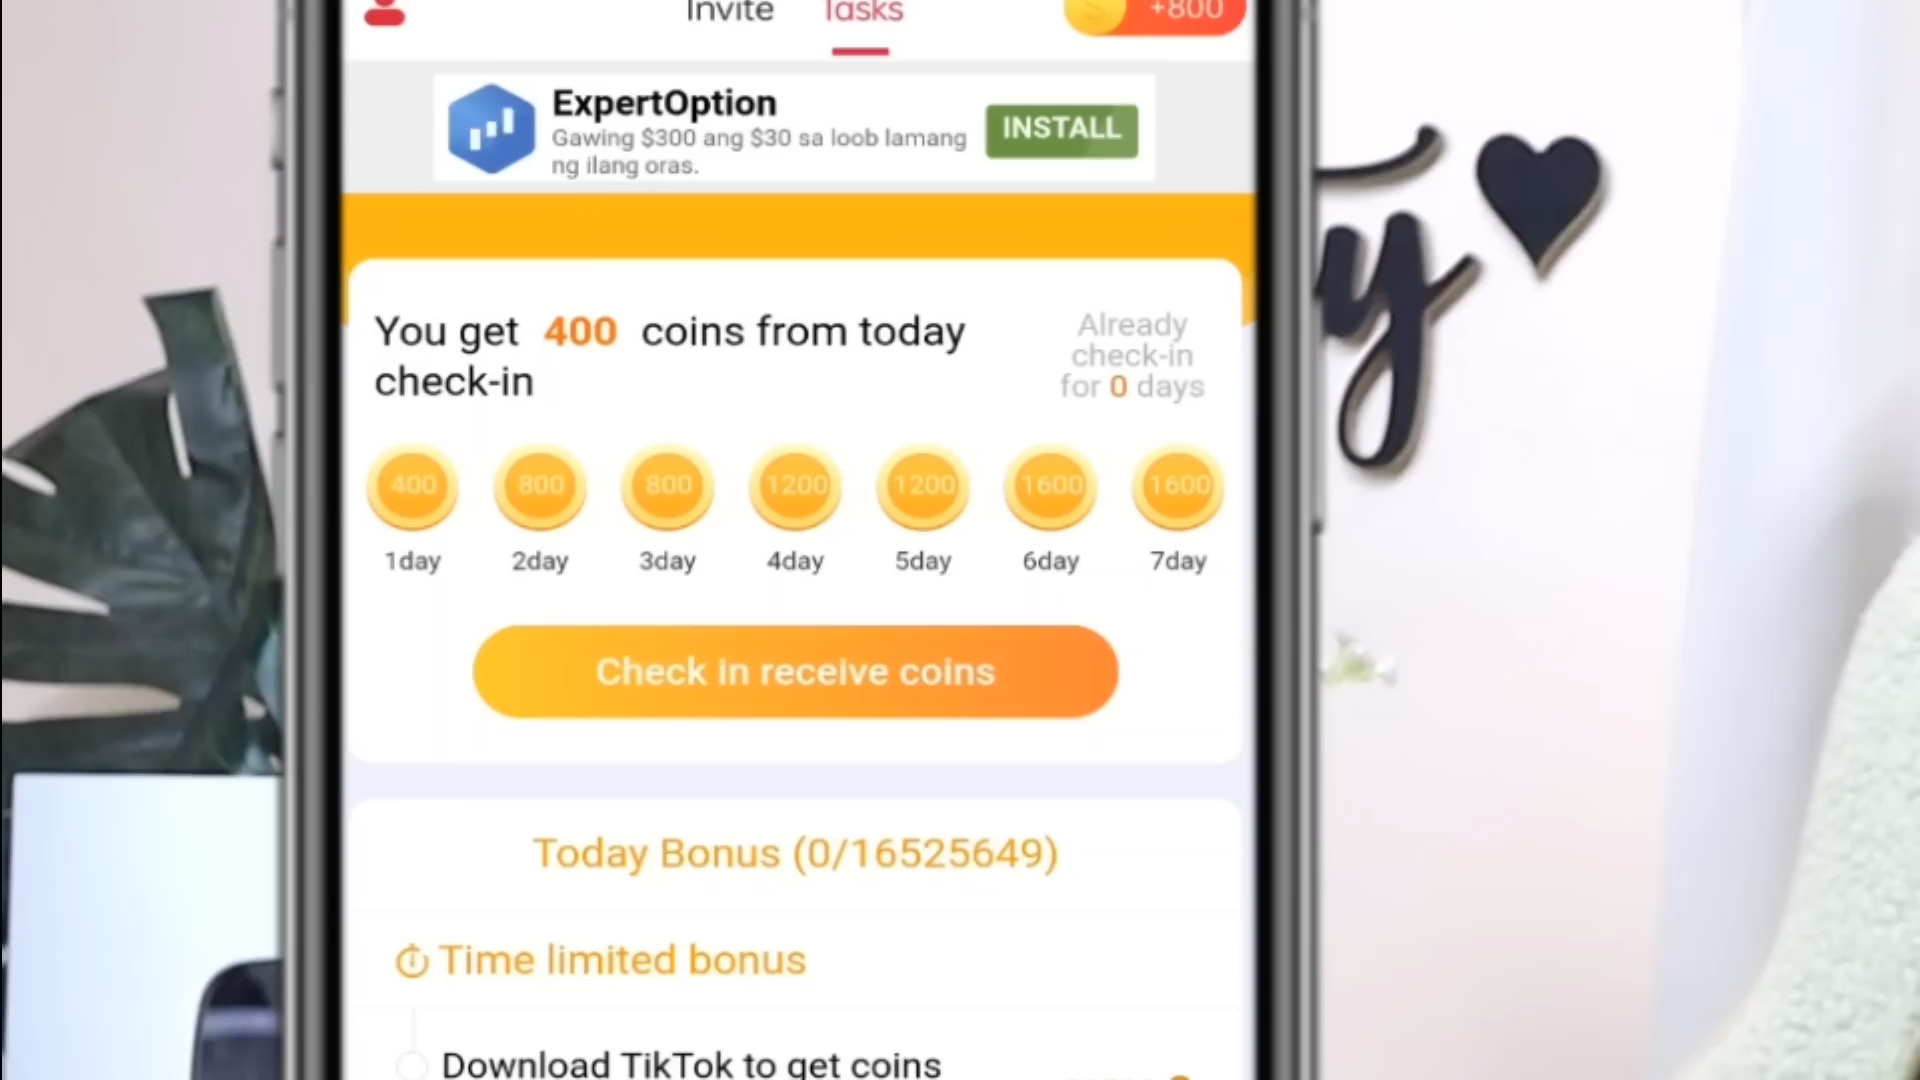 Invite
Tasks
+800
ExpertOption
Gawing $300 ang $30 sa loob lamang
ng ilang oras.
INSTALL
You get 400 coins from today
check-in
Already
check-in
for 0 days
400
800
800
1200
1200
1600
1600
1day
2day
3day
4day
5day
6day
7day
Check in receive coins
Today Bonus (0/16525649)
Time limited bonus
Download TikTok to get coins
y